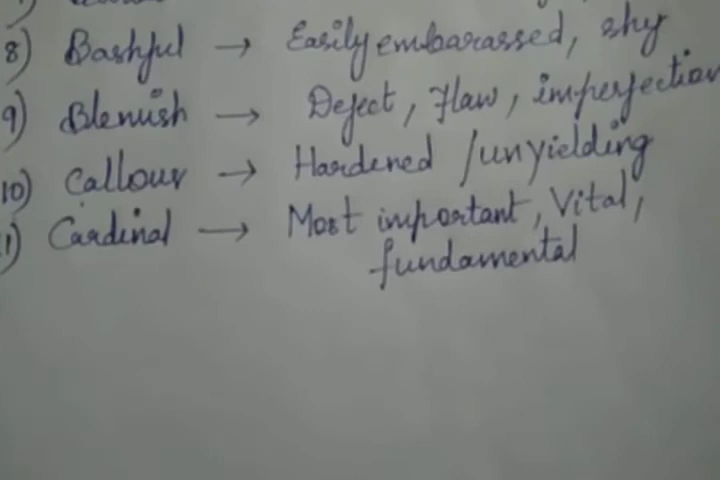 8) Bashful → Easily embarassed, shy
9) Blemish → Defect, Flaw, imperfection
10) Callous → Hardened /unyielding
1) Cardinal → Most important, Vital,
fundamental